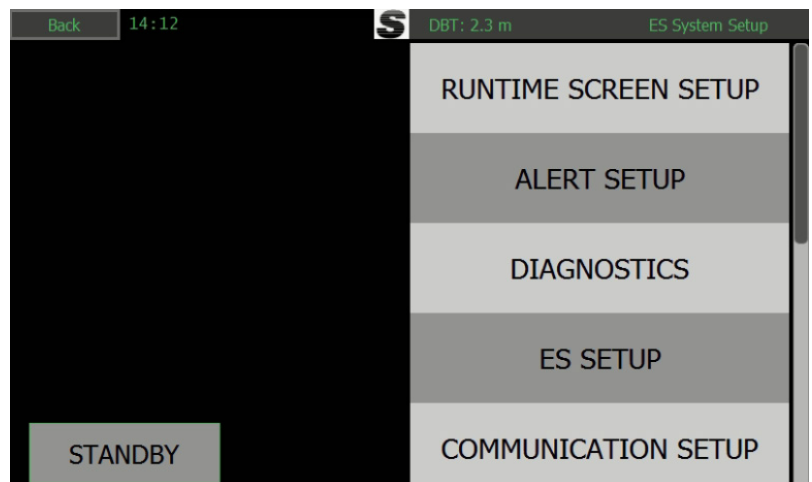 Back 14:12 S DBT: 2.3 m ES System Setup
RUNTIME SCREEN SETUP
ALERT SETUP
DIAGNOSTICS
ES SETUP
COMMUNICATION SETUP
STANDBY